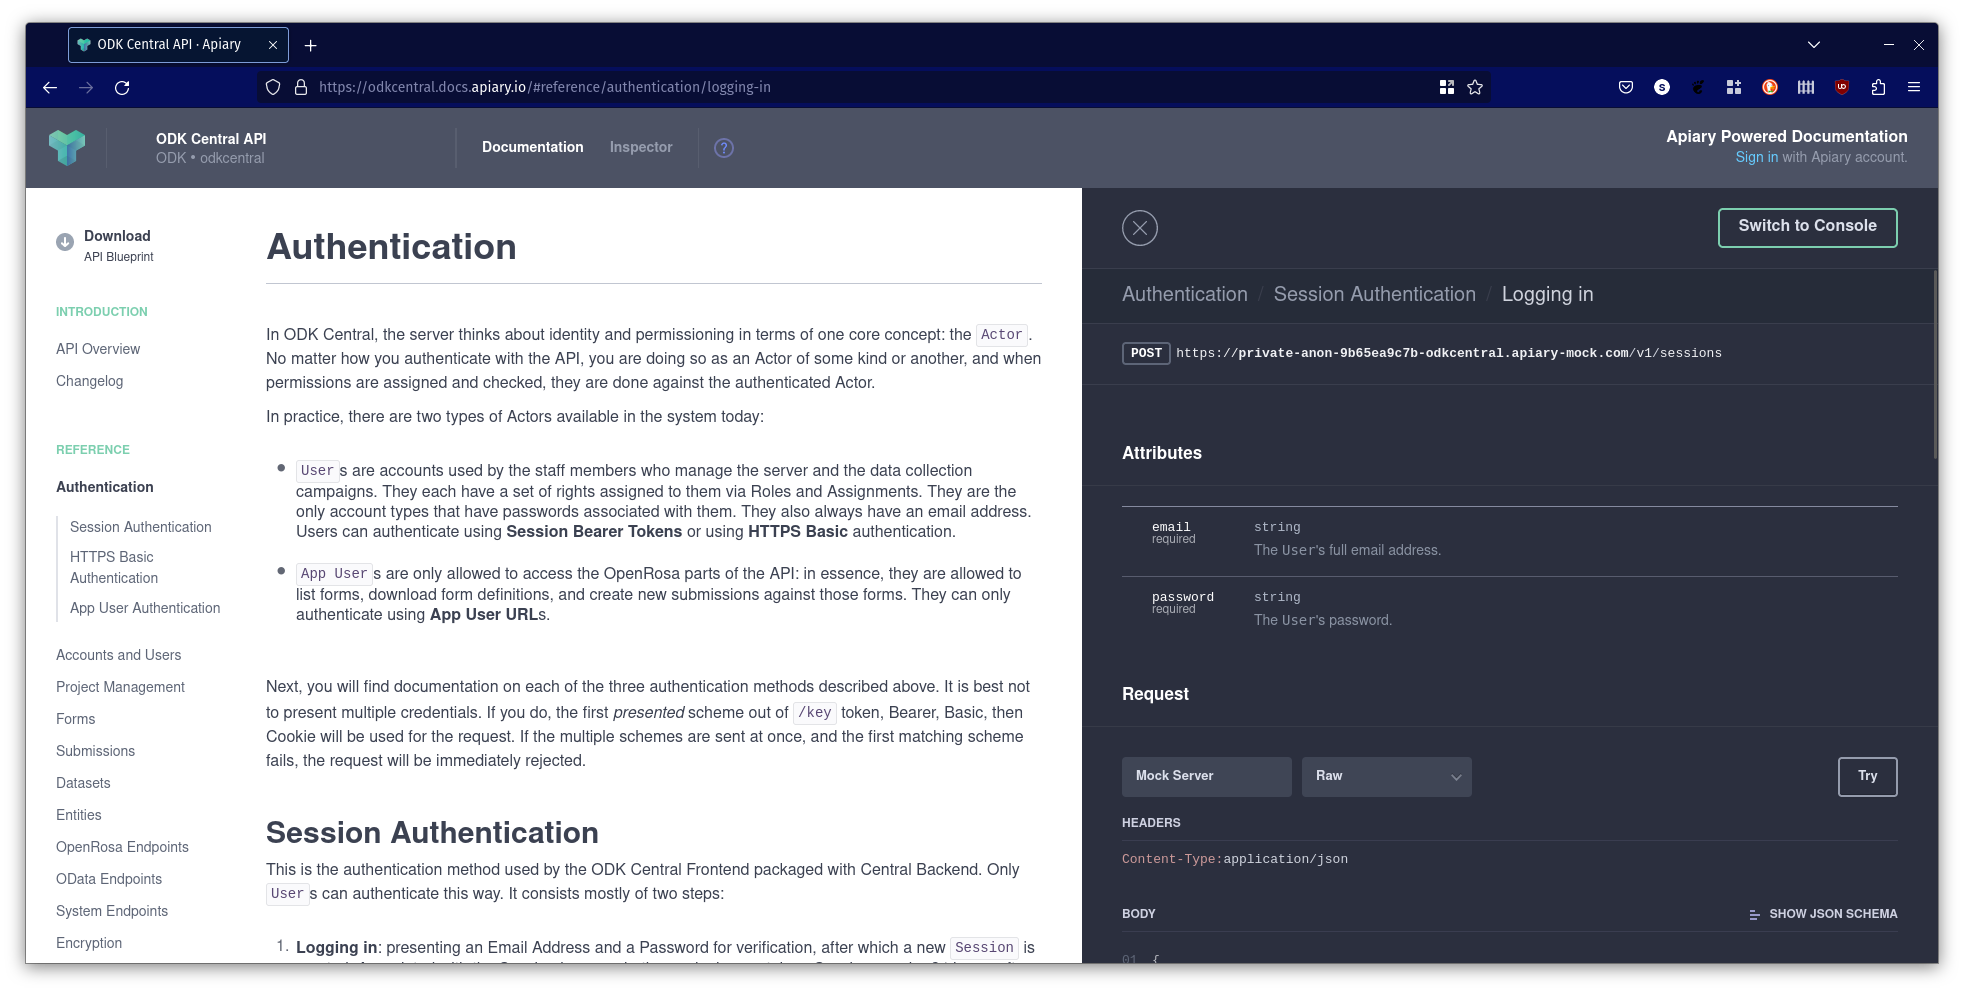 ODK Central API · Apiary
https://odkcentral.docs.apiary.io/#reference/authentication/logging-in
ODK Central API
ODK • odkcentral
Documentation
Inspector
?
Apiary Powered Documentation
Sign in with Apiary account.
Download
API Blueprint
INTRODUCTION
API Overview
Changelog
REFERENCE
Authentication
Session Authentication
HTTPS Basic
Authentication
App User Authentication
Accounts and Users
Project Management
Forms
Submissions
Datasets
Entities
OpenRosa Endpoints
OData Endpoints
System Endpoints
Encryption
Authentication
In ODK Central, the server thinks about identity and permissioning in terms of one core concept: the Actor.
No matter how you authenticate with the API, you are doing so as an Actor of some kind or another, and when
permissions are assigned and checked, they are done against the authenticated Actor.
In practice, there are two types of Actors available in the system today:
• Users are accounts used by the staff members who manage the server and the data collection
campaigns. They each have a set of rights assigned to them via Roles and Assignments. They are the
only account types that have passwords associated with them. They also always have an email address.
Users can authenticate using Session Bearer Tokens or using HTTPS Basic authentication.
• App Users are only allowed to access the OpenRosa parts of the API: in essence, they are allowed to
list forms, download form definitions, and create new submissions against those forms. They can only
authenticate using App User URLs.
Next, you will find documentation on each of the three authentication methods described above. It is best not
to present multiple credentials. If you do, the first presented scheme out of /key token, Bearer, Basic, then
Cookie will be used for the request. If the multiple schemes are sent at once, and the first matching scheme
fails, the request will be immediately rejected.
Session Authentication
This is the authentication method used by the ODK Central Frontend packaged with Central Backend. Only
Users can authenticate this way. It consists mostly of two steps:
1. Logging in: presenting an Email Address and a Password for verification, after which a new Session is
Switch to Console
Authentication / Session Authentication / Logging in
POST https://private-anon-9b65ea9c7b-odkcentral.apiary-mock.com/v1/sessions
Attributes
email string
required
The User's full email address.
password string
required
The User's password.
Request
Mock Server
Raw
Try
HEADERS
Content-Type:application/json
BODY
SHOW JSON SCHEMA
01 {